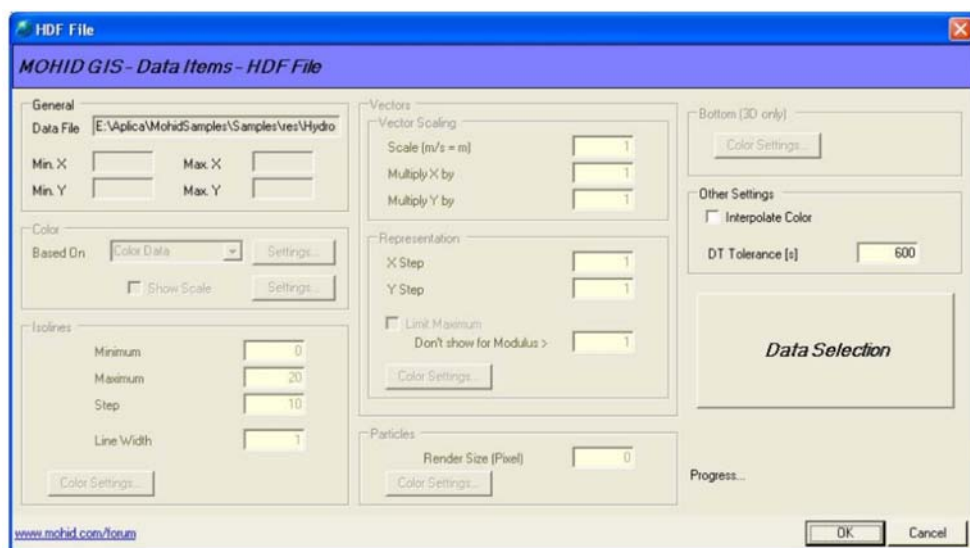 HDF File
MOHID GIS - Data Items - HDF File
General
Data File E:\Aplica\MohidSamples\Samples\res\Hydro
Min. X Max. X
Min. Y Max. Y
Color
Based On Color Data Settings...
Show Scale Settings...
Isolines
Minimum 0
Maximum 20
Step 10
Line Width 1
Color Settings...
Vectors
Vector Scaling
Scale (m/s = m) 1
Multiply X by 1
Multiply Y by 1
Representation
X Step 1
Y Step 1
Limit Maximum
Don't show for Modulus > 1
Color Settings...
Particles
Render Size (Pixel) 0
Color Settings...
Bottom (3D only)
Color Settings...
Other Settings
Interpolate Color
DT Tolerance [s] 600
Data Selection
Progress...
www.mohid.com/forum
OK Cancel